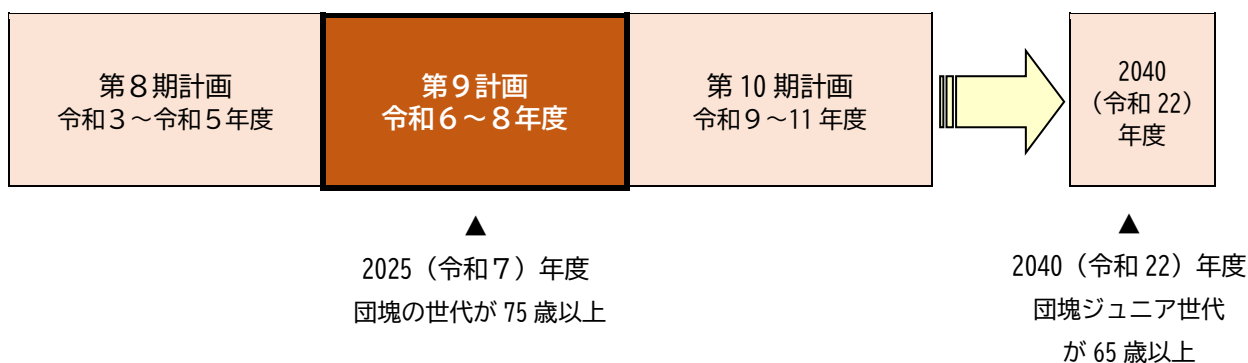 第８期計画
令和３～令和５年度
第９計画
令和６～８年度
第 10 期計画
令和９～11 年度
2040
（令和 22）
年度
▲
2025（令和７）年度
団塊の世代が 75 歳以上
▲
2040（令和 22）年度
団塊ジュニア世代
が 65 歳以上